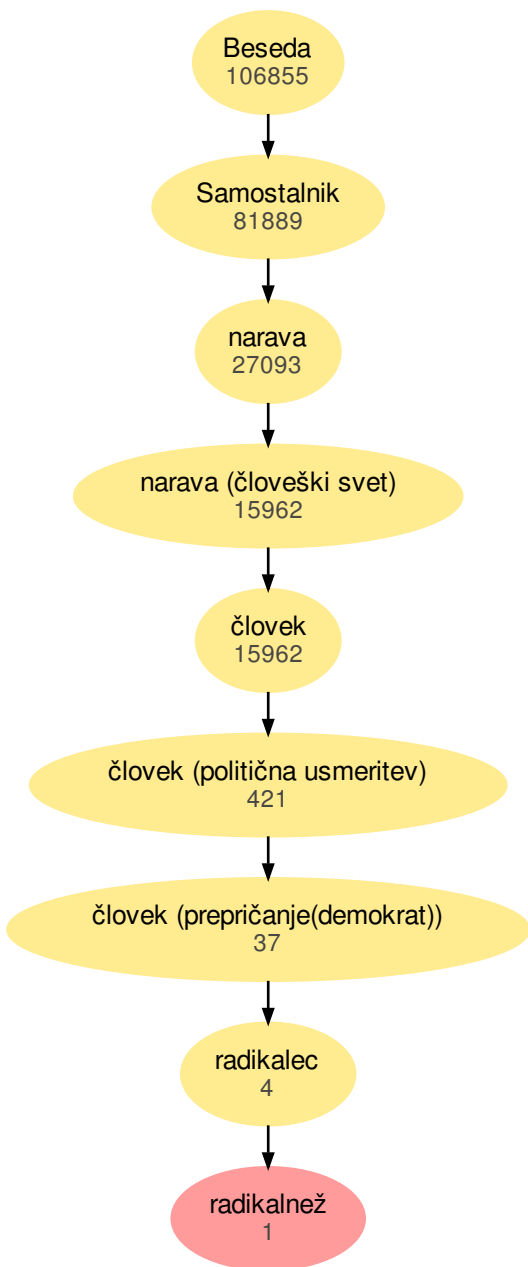 Beseda
106855
Samostalnik
81889
narava
27093
narava (človeški svet)
15962
človek
15962
človek (politična usmeritev)
421
človek (prepričanje(demokrat))
37
radikalec
4
radikalnež
1